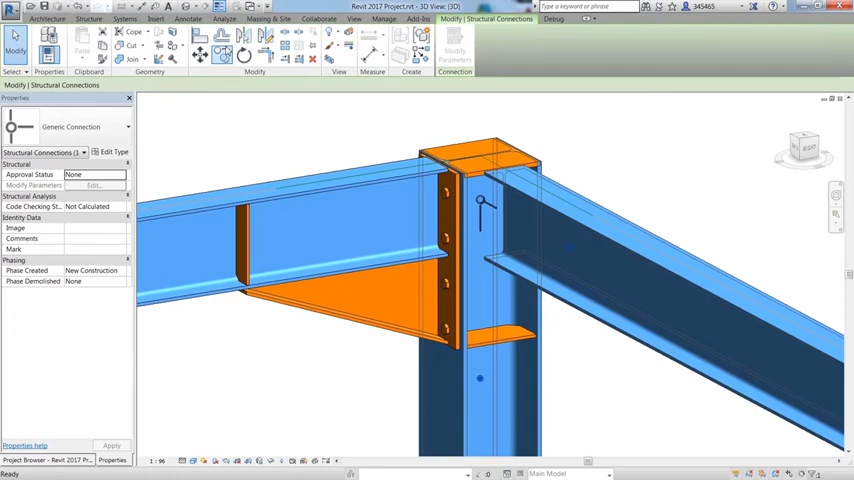 Revit 2017 Project.rvt - 3D View: {3D}
Type a keyword or phrase
345465
Architecture Structure Systems Insert Annotate Analyze Massing & Site Collaborate View Manage Add-Ins Modify | Structural Connections Debug
Modify
Properties
Paste
Cope
Cut
Join
Modify Parameters
Select Properties Clipboard Geometry Modify View Measure Create Connection
Modify | Structural Connections
Properties
Generic Connection
Structural Connections (1
Edit Type
Structural
Approval Status None
Modify Parameters Edit...
Structural Analysis
Code Checking St... Not Calculated
Identity Data
Image
Comments
Mark
Phasing
Phase Created New Construction
Phase Demolished None
FRONT
RIGHT
Properties help
Apply
Project Browser - Revit 2017 Pr... Properties
1 : 96
Ready
:0
Main Model
:1